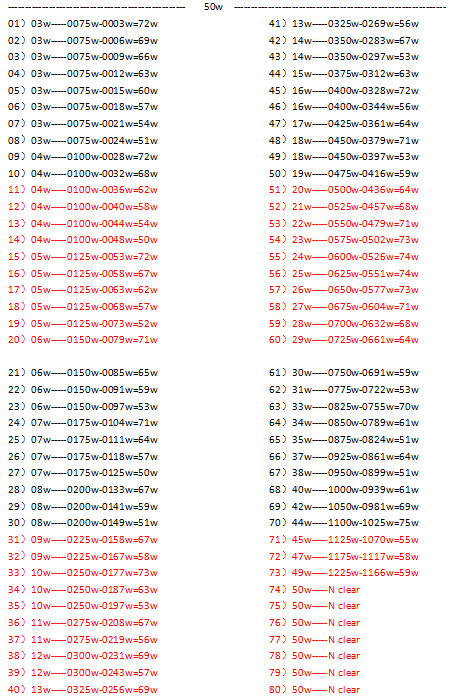 50w
01）03w-----0075w-0003w=72w
02）03w-----0075w-0006w=69w
03）03w-----0075w-0009w=66w
04）03w-----0075w-0012w=63w
05）03w-----0075w-0015w=60w
06）03w-----0075w-0018w=57w
07）03w-----0075w-0021w=54w
08）03w-----0075w-0024w=51w
09）04w-----0100w-0028w=72w
10）04w-----0100w-0032w=68w
11）04w-----0100w-0036w=62w
12）04w-----0100w-0040w=58w
13）04w-----0100w-0044w=54w
14）04w-----0100w-0048w=50w
15）05w-----0125w-0053w=72w
16）05w-----0125w-0058w=67w
17）05w-----0125w-0063w=62w
18）05w-----0125w-0068w=57w
19）05w-----0125w-0073w=52w
20）06w-----0150w-0079w=71w
21）06w-----0150w-0085w=65w
22）06w-----0150w-0091w=59w
23）06w-----0150w-0097w=53w
24）07w-----0175w-0104w=71w
25）07w-----0175w-0111w=64w
26）07w-----0175w-0118w=57w
27）07w-----0175w-0125w=50w
28）08w-----0200w-0133w=67w
29）08w-----0200w-0141w=59w
30）08w-----0200w-0149w=51w
31）09w-----0225w-0158w=67w
32）09w-----0225w-0167w=58w
33）10w-----0250w-0177w=73w
34）10w-----0250w-0187w=63w
35）10w-----0250w-0197w=53w
36）11w-----0275w-0208w=67w
37）11w-----0275w-0219w=56w
38）12w-----0300w-0231w=69w
39）12w-----0300w-0243w=57w
40）13w-----0325w-0256w=69w
41）13w-----0325w-0269w=56w
42）14w-----0350w-0283w=67w
43）14w-----0350w-0297w=53w
44）15w-----0375w-0312w=63w
45）16w-----0400w-0328w=72w
46）16w-----0400w-0344w=56w
47）17w-----0425w-0361w=64w
48）18w-----0450w-0379w=71w
49）18w-----0450w-0397w=53w
50）19w-----0475w-0416w=59w
51）20w-----0500w-0436w=64w
52）21w-----0525w-0457w=68w
53）22w-----0550w-0479w=71w
54）23w-----0575w-0502w=73w
55）24w-----0600w-0526w=74w
56）25w-----0625w-0551w=74w
57）26w-----0650w-0577w=73w
58）27w-----0675w-0604w=71w
59）28w-----0700w-0632w=68w
60）29w-----0725w-0661w=64w
61）30w-----0750w-0691w=59w
62）31w-----0775w-0722w=53w
63）33w-----0825w-0755w=70w
64）34w-----0850w-0789w=61w
65）35w-----0875w-0824w=51w
66）37w-----0925w-0861w=64w
67）38w-----0950w-0899w=51w
68）40w-----1000w-0939w=61w
69）42w-----1050w-0981w=69w
70）44w-----1100w-1025w=75w
71）45w-----1125w-1070w=55w
72）47w-----1175w-1117w=58w
73）49w-----1225w-1166w=59w
74）50w-----N clear
75）50w-----N clear
76）50w-----N clear
77）50w-----N clear
78）50w-----N clear
79）50w-----N clear
80）50w-----N clear